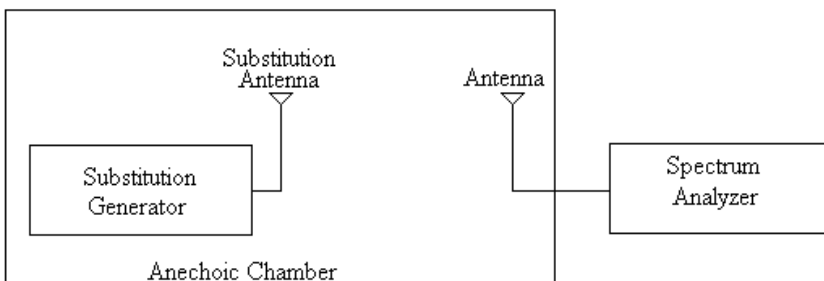 Substitution
Antenna
Antenna
Substitution
Generator
Spectrum
Analyzer
Anechoic Chamber